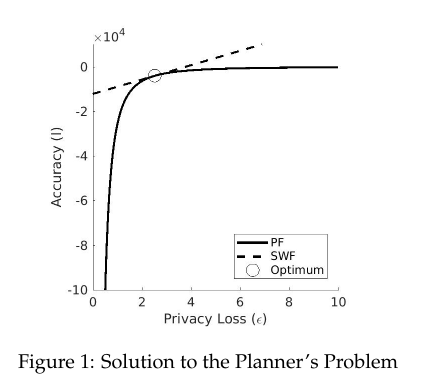 ×10⁴
0
-2
-4
-6
-8
-10
Accuracy (I)
0 2 4 6 8 10
Privacy Loss (ϵ)
PF
SWF
Optimum
Figure 1: Solution to the Planner's Problem